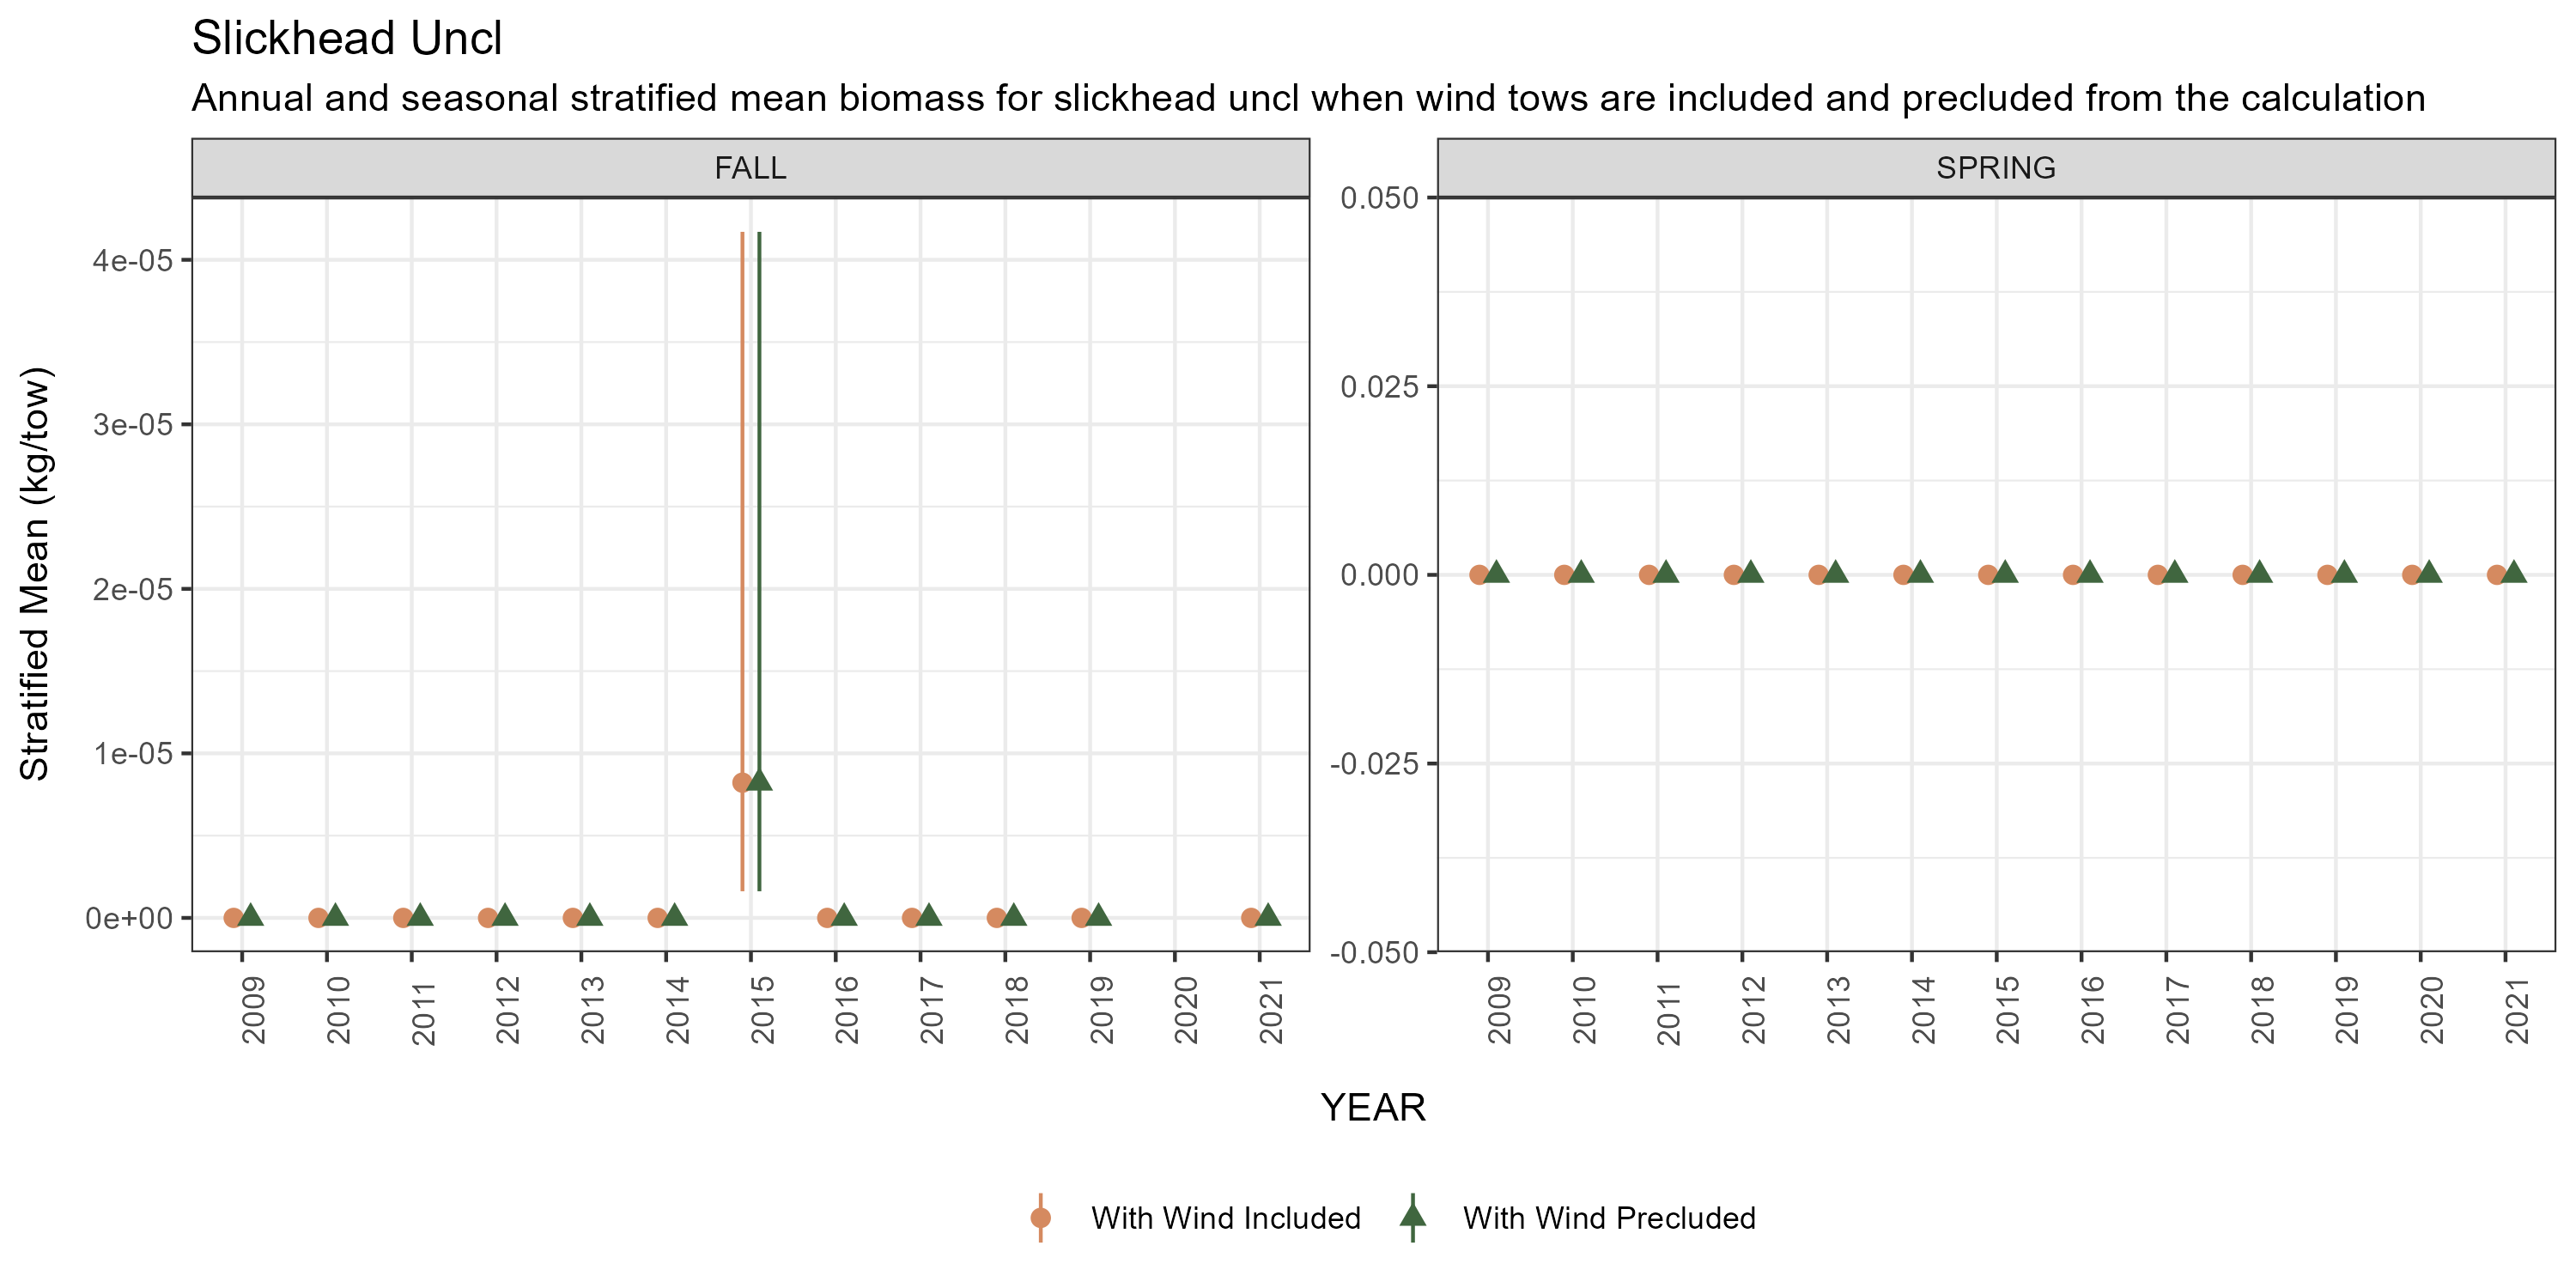 Slickhead Uncl
Annual and seasonal stratified mean biomass for slickhead uncl when wind tows are included and precluded from the calculation
FALL
SPRING
Stratified Mean (kg/tow)
4e-05
3e-05
2e-05
1e-05
0e+00
0.050
0.025
0.000
-0.025
-0.050
2009 2010 2011 2012 2013 2014 2015 2016 2017 2018 2019 2020 2021
2009 2010 2011 2012 2013 2014 2015 2016 2017 2018 2019 2020 2021
YEAR
With Wind Included
With Wind Precluded